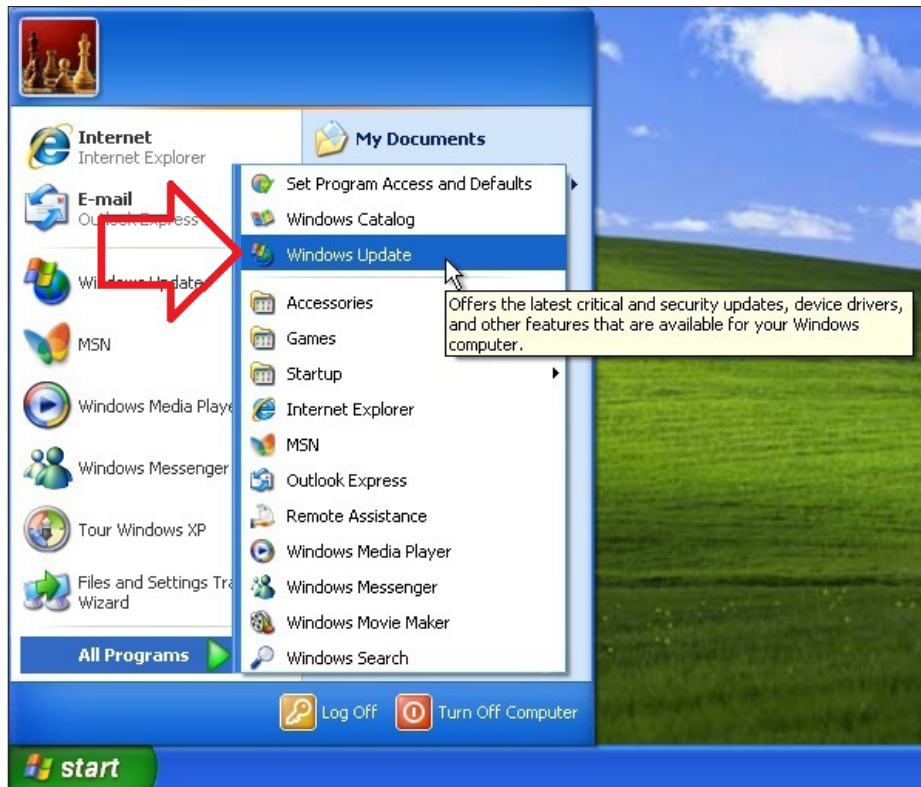 Internet
Internet Explorer
E-mail
Outlook Express
Windows Update
MSN
Windows Media Playe
Windows Messenger
Tour Windows XP
Files and Settings Tra
Wizard
All Programs
My Documents
Set Program Access and Defaults
Windows Catalog
Windows Update
Offers the latest critical and security updates, device drivers,
and other features that are available for your Windows
computer.
Accessories
Games
Startup
Internet Explorer
MSN
Outlook Express
Remote Assistance
Windows Media Player
Windows Messenger
Windows Movie Maker
Windows Search
Log Off
Turn Off Computer
start